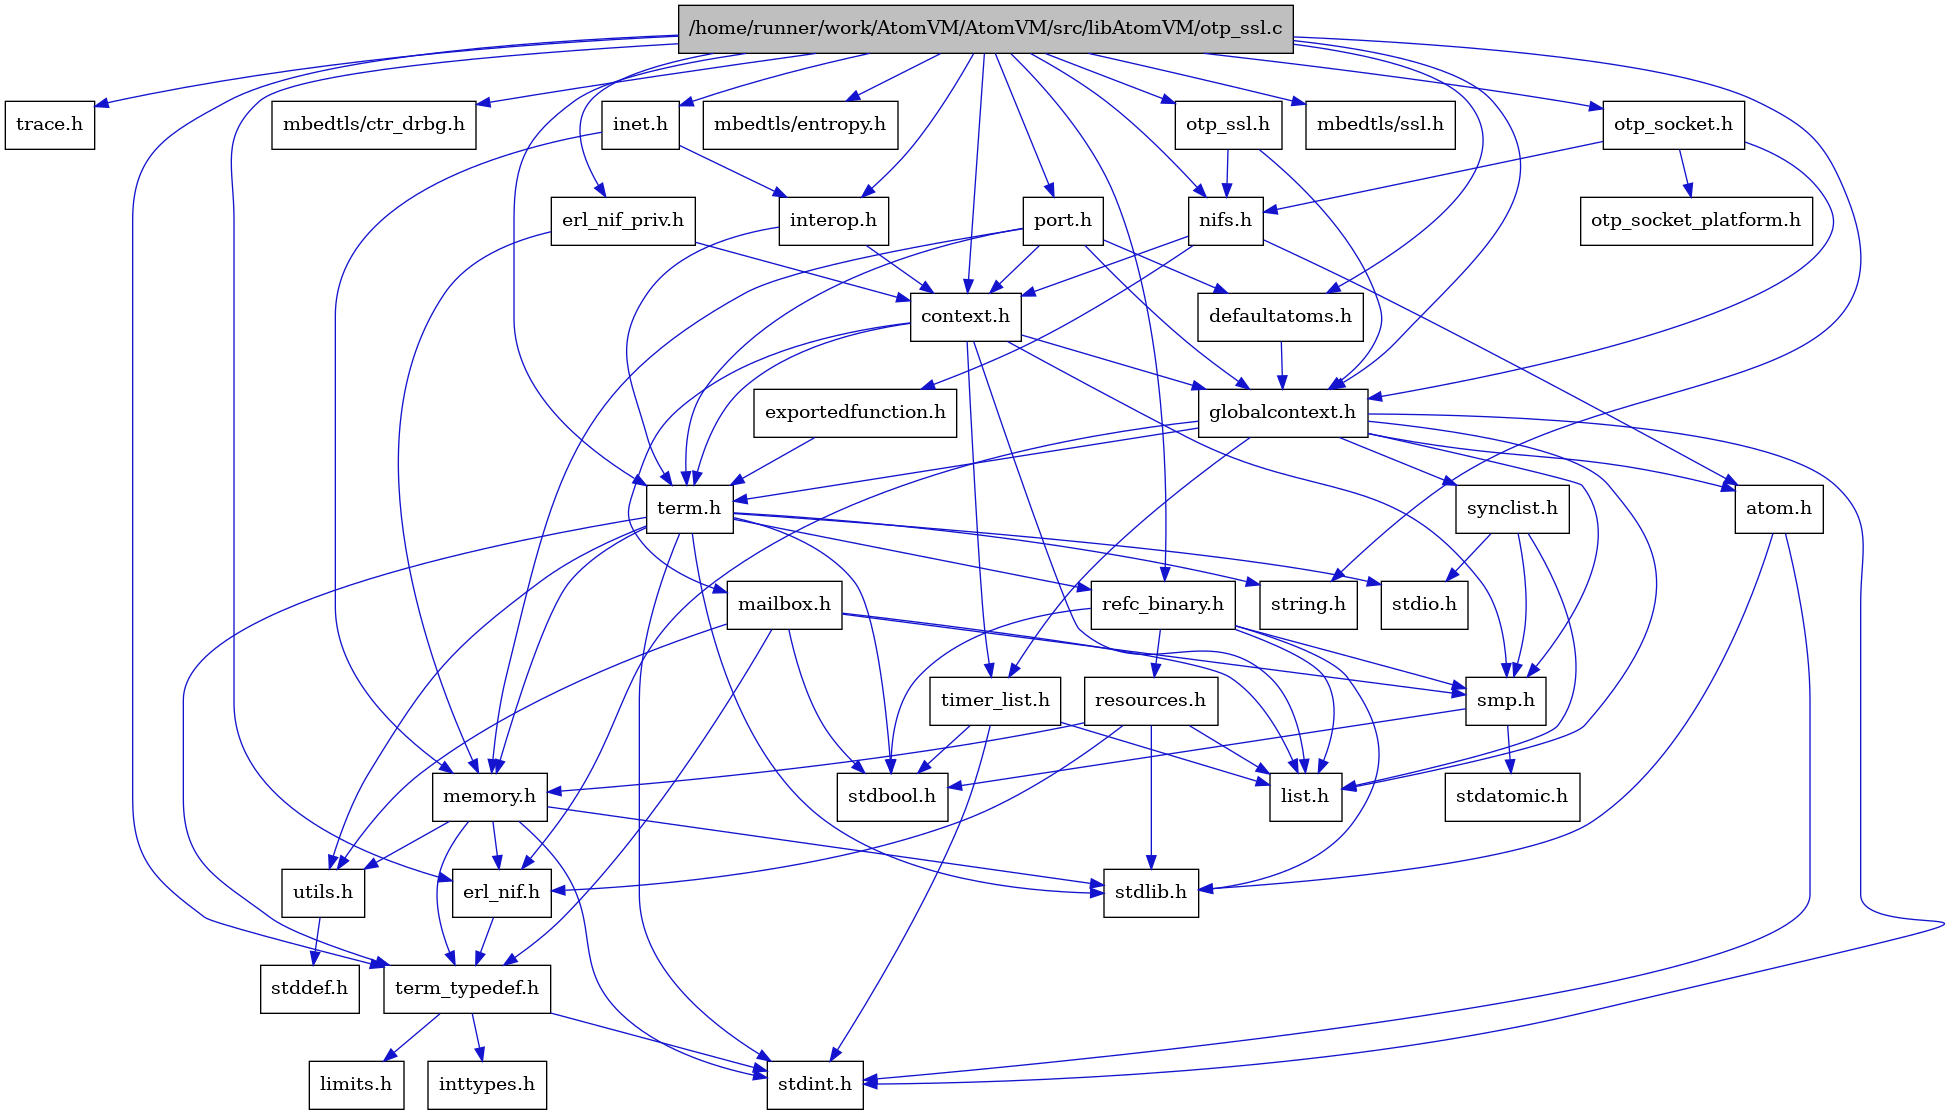 /home/runner/work/AtomVM/AtomVM/src/libAtomVM/otp_ssl.c
trace.h
mbedtls/ctr_drbg.h
inet.h
mbedtls/entropy.h
otp_ssl.h
mbedtls/ssl.h
otp_socket.h
erl_nif_priv.h
interop.h
port.h
nifs.h
otp_socket_platform.h
context.h
defaultatoms.h
exportedfunction.h
globalcontext.h
term.h
synclist.h
atom.h
mailbox.h
refc_binary.h
string.h
stdio.h
timer_list.h
resources.h
smp.h
memory.h
stdbool.h
list.h
stdatomic.h
utils.h
erl_nif.h
stdlib.h
stddef.h
term_typedef.h
limits.h
inttypes.h
stdint.h